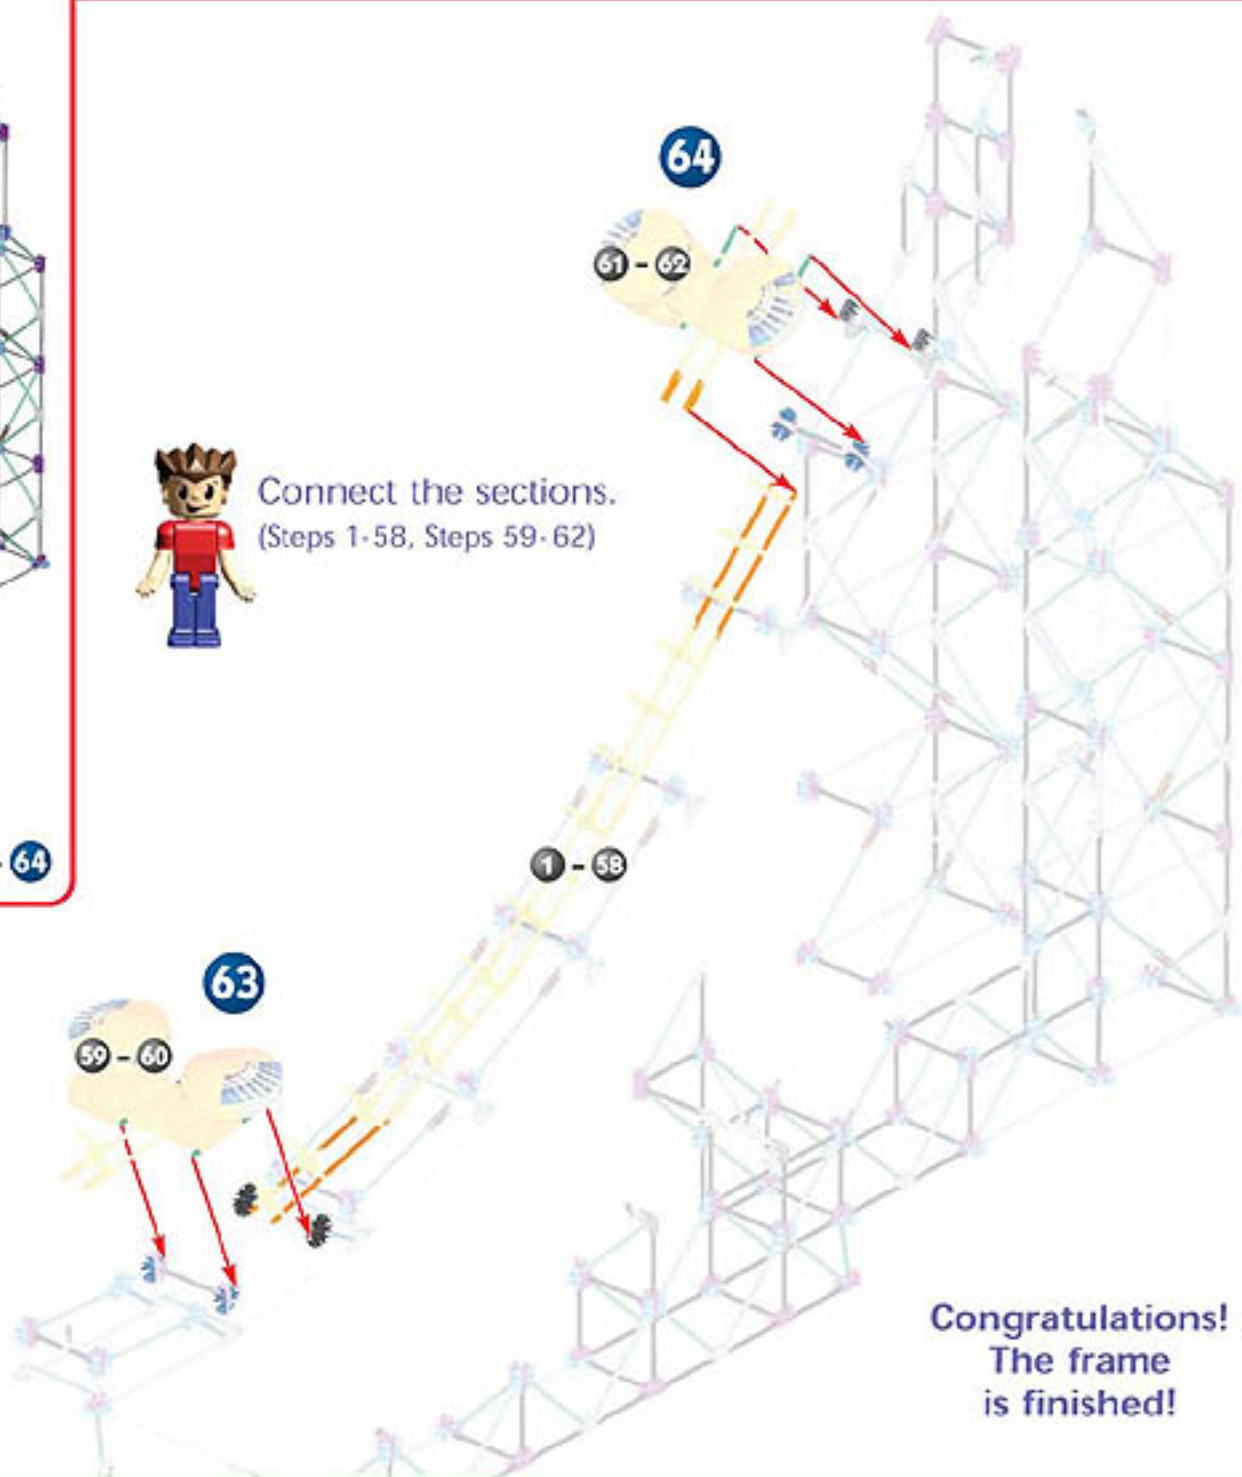 64
61 - 62
Connect the sections.
(Steps 1-58, Steps 59-62)
1 - 58
- 64
63
59 - 60
Congratulations!
The frame
is finished!